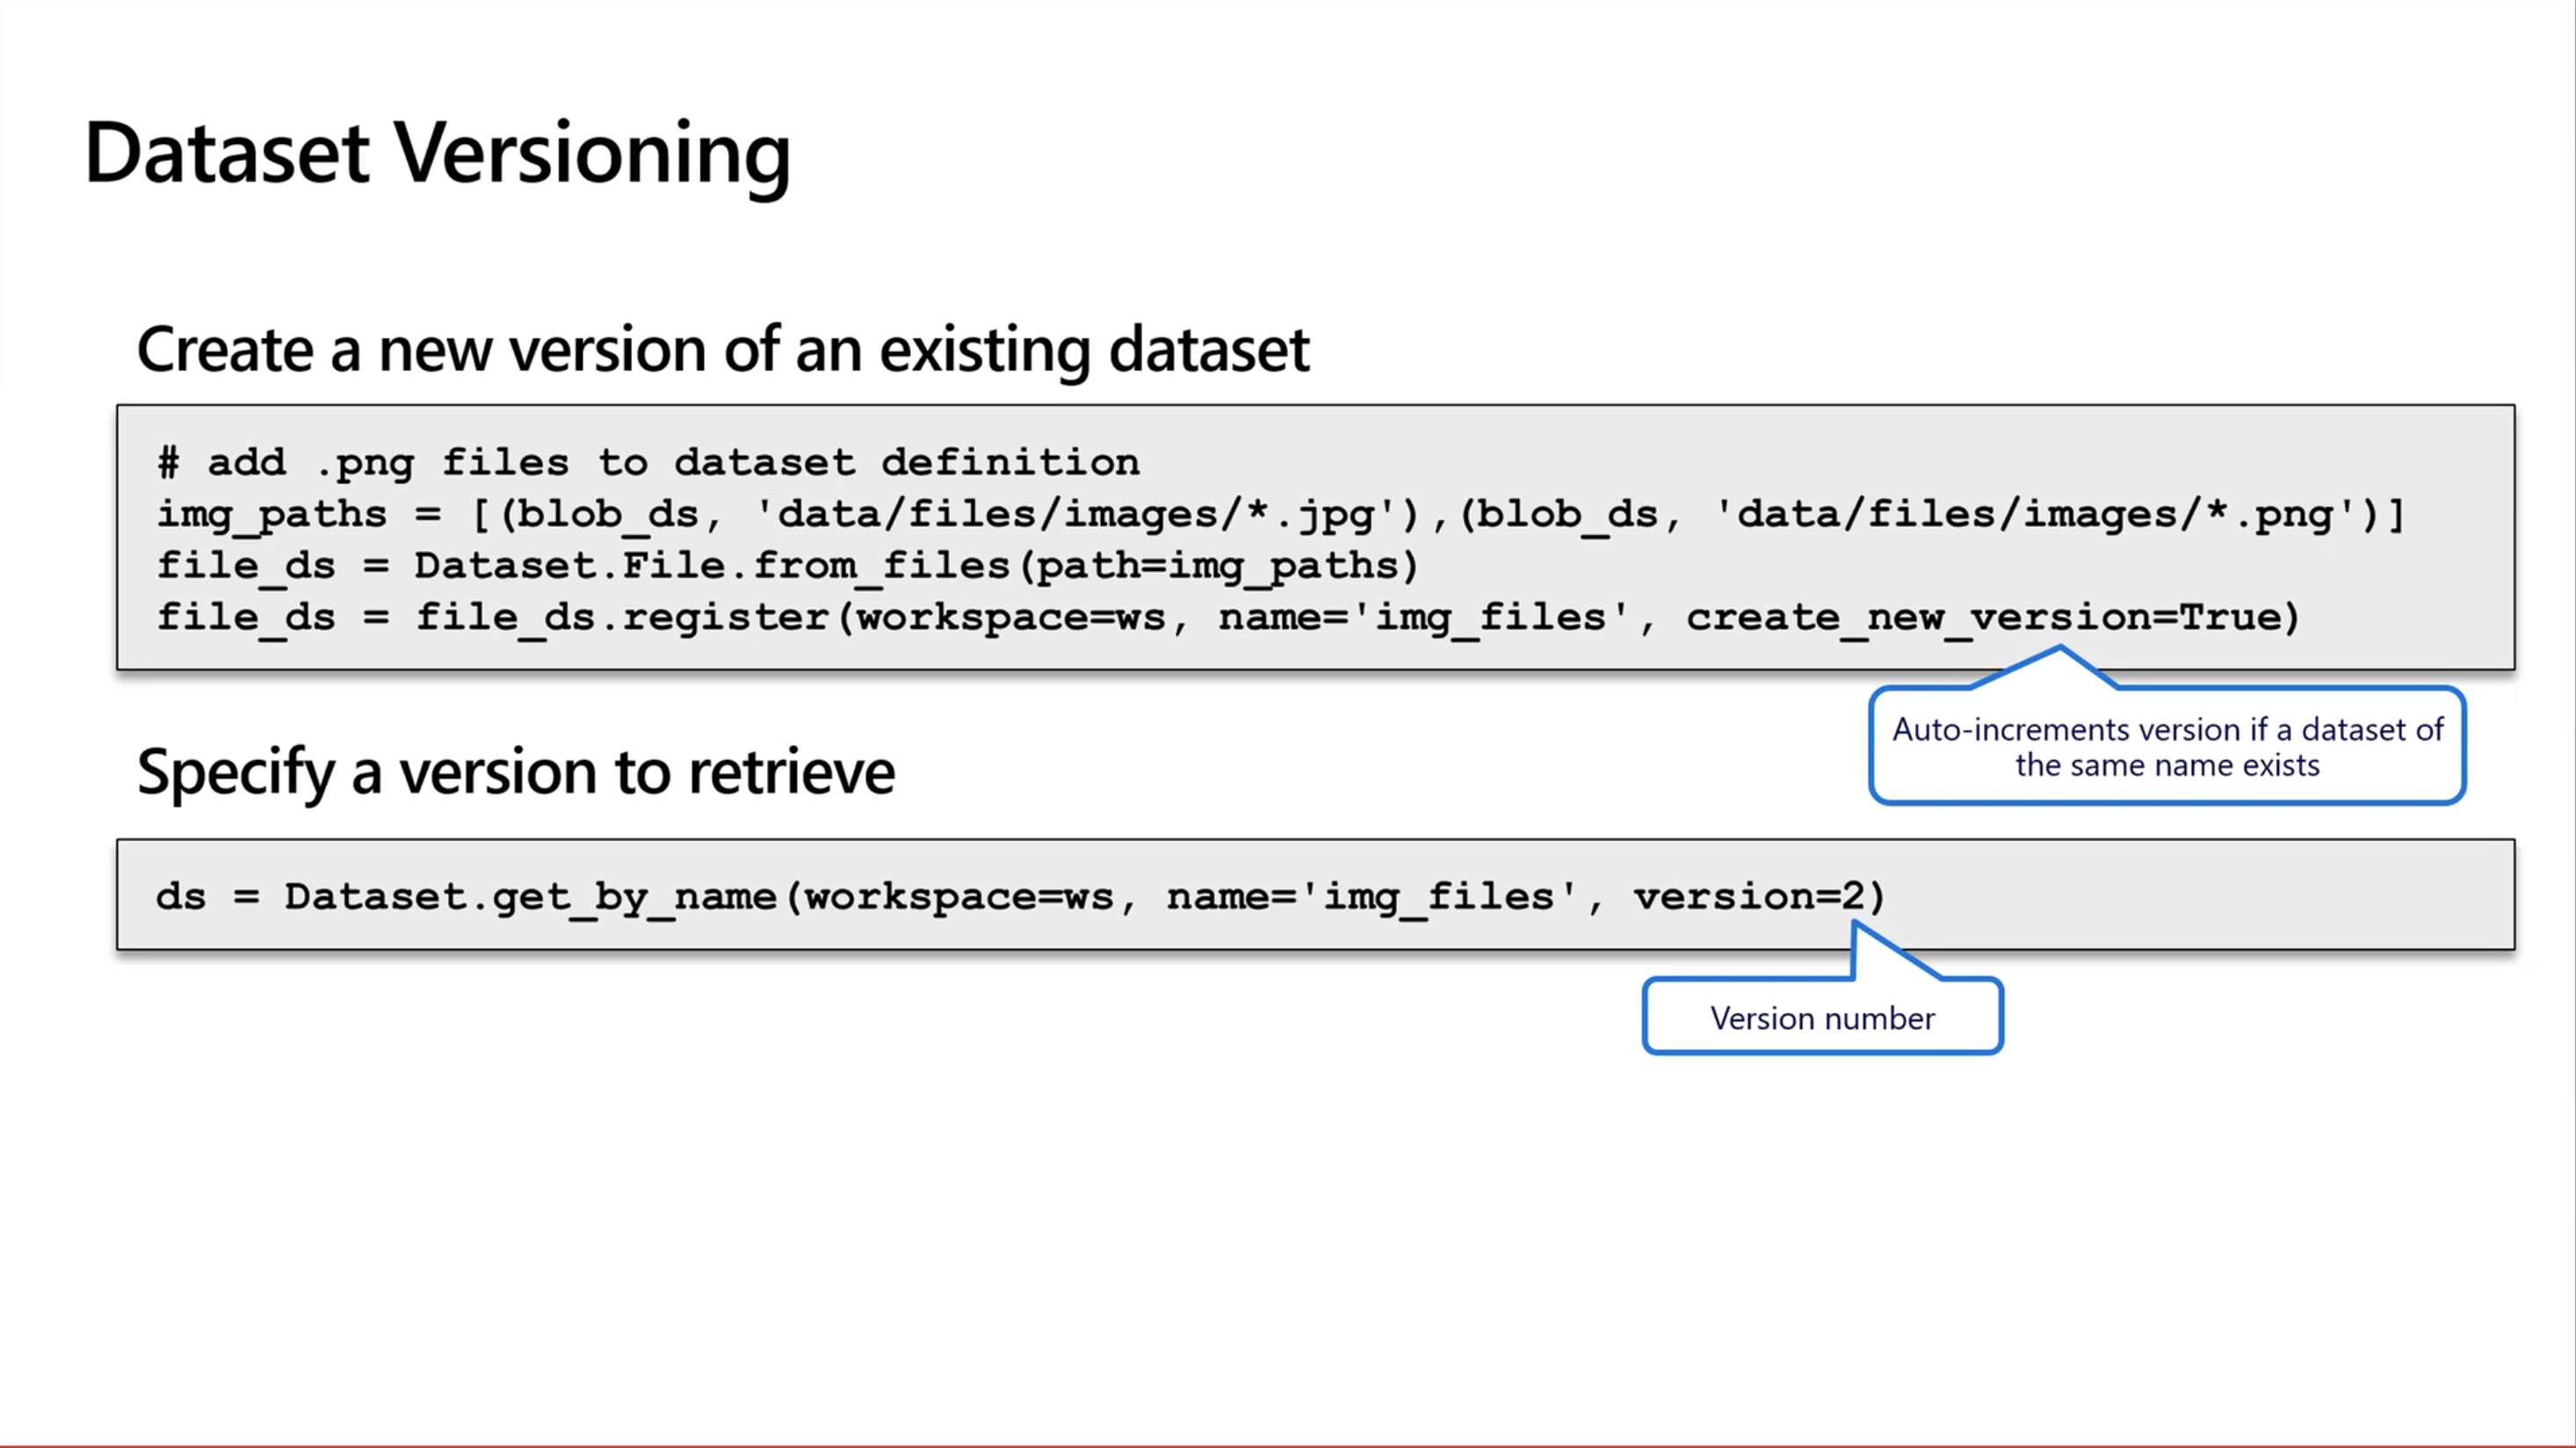 Dataset Versioning
Create a new version of an existing dataset
# add .png files to dataset definition
img_paths = [(blob_ds, 'data/files/images/*.jpg'),(blob_ds, 'data/files/images/*.png')]
file_ds = Dataset.File.from_files(path=img_paths)
file_ds = file_ds.register(workspace=ws, name='img_files', create_new_version=True)
Auto-increments version if a dataset of
the same name exists
Specify a version to retrieve
ds = Dataset.get_by_name(workspace=ws, name='img_files', version=2)
Version number